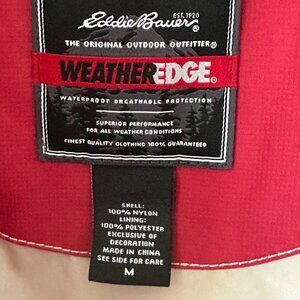 Eddie Bauer EST. 1920
THE ORIGINAL OUTDOOR OUTFITTER®
WEATHEREDGE®
WATERPROOF BREATHABLE PROTECTION
SUPERIOR PERFORMANCE
FOR ALL WEATHER CONDITIONS
FINEST QUALITY CLOTHING 100% GUARANTEED
SHELL:
100% NYLON
LINING:
100% POLYESTER
EXCLUSIVE OF
DECORATION
MADE IN CHINA
SEE SIDE FOR CARE
M